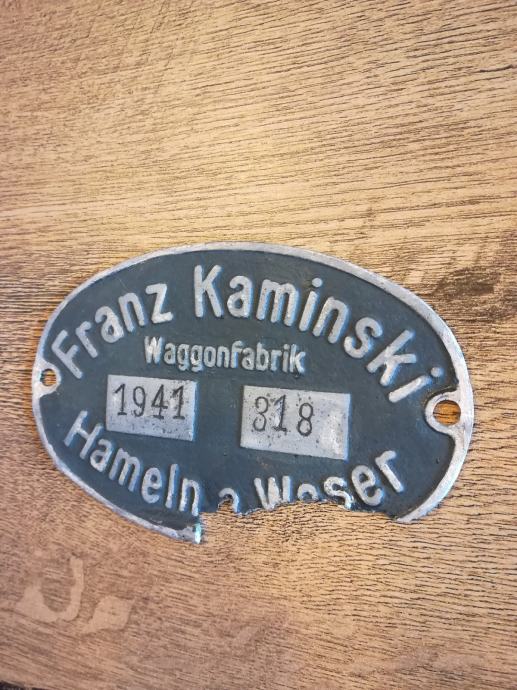 Franz Kaminski
Waggonfabrik
1941 318
Hameln a Weser